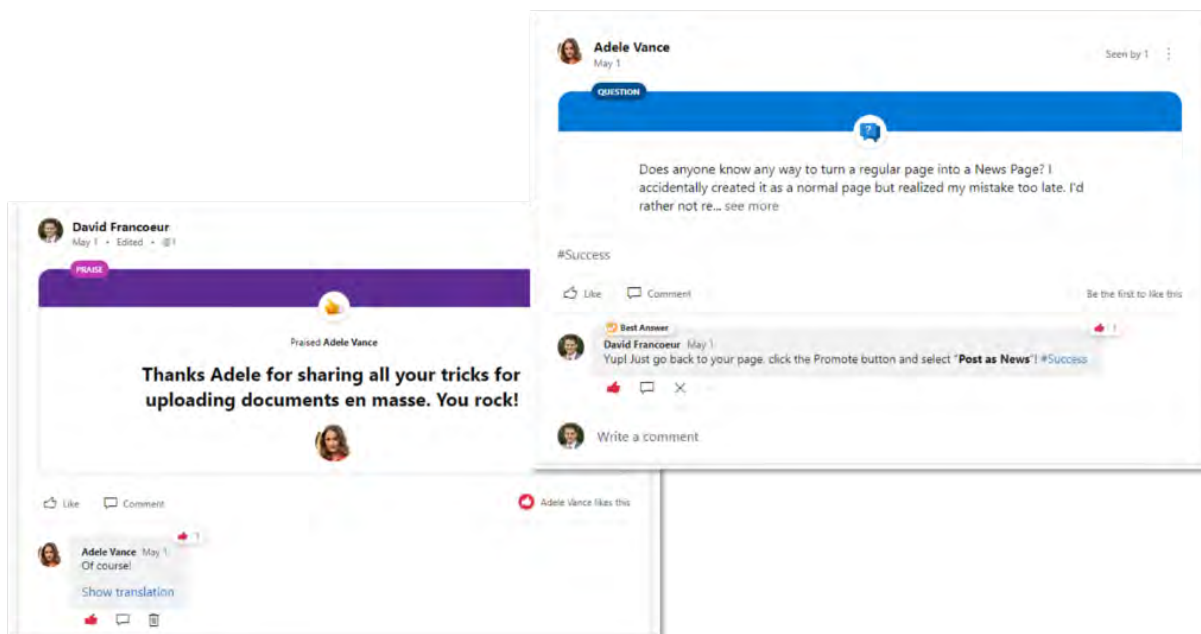 Adele Vance
May 1
Seen by 1
QUESTION
Does anyone know any way to turn a regular page into a News Page? I
accidentally created it as a normal page but realized my mistake too late. I'd
rather not re... see more
#Success
Like
Comment
Be the first to like this
Best Answer
1
David Francoeur May 1
Yup! Just go back to your page, click the Promote button and select "Post as News"! #Success
Write a comment
David Francoeur
May 1 • Edited • 1
PRAISE
Praised Adele Vance
Thanks Adele for sharing all your tricks for
uploading documents en masse. You rock!
Like
Comment
Adele Vance likes this
1
Adele Vance May 1
Of course!
Show translation